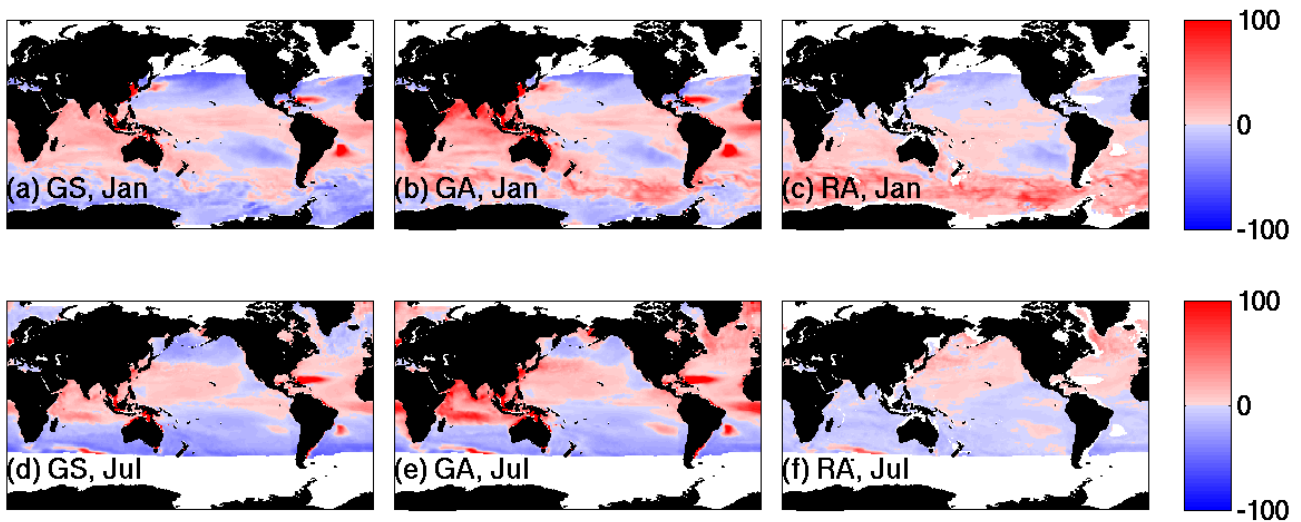 100
0
-100
(a) GS, Jan
(b) GA, Jan
(c) RA, Jan
100
0
-100
(d) GS, Jul
(e) GA, Jul
(f) RA, Jul